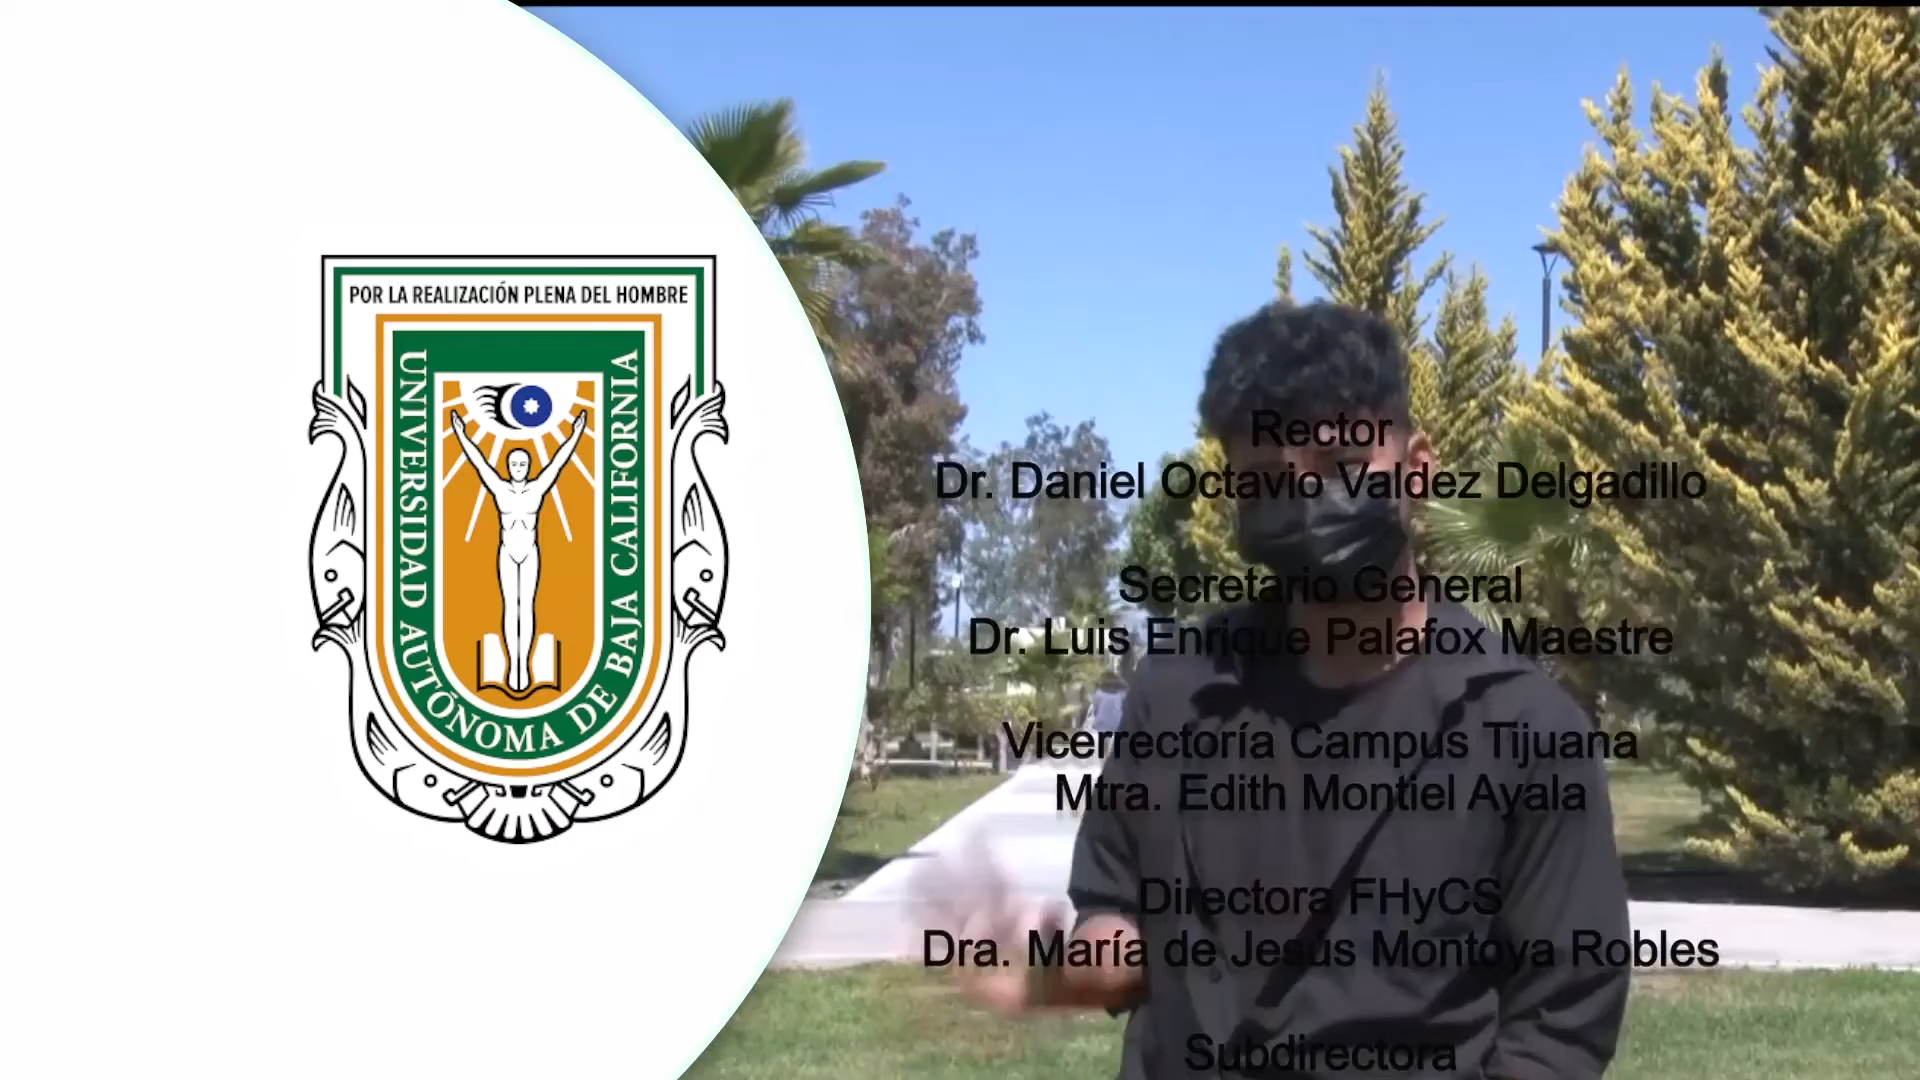 POR LA REALIZACIÓN PLENA DEL HOMBRE
UNIVERSIDAD AUTÓNOMA DE BAJA CALIFORNIA
Rector
Dr. Daniel Octavio Valdez Delgadillo
Secretario General
Dr. Luis Enrique Palafox Maestre
Vicerrectoría Campus Tijuana
Mtra. Edith Montiel Ayala
Directora FHyCS
Dra. María de Jesús Montoya Robles
Subdirectora